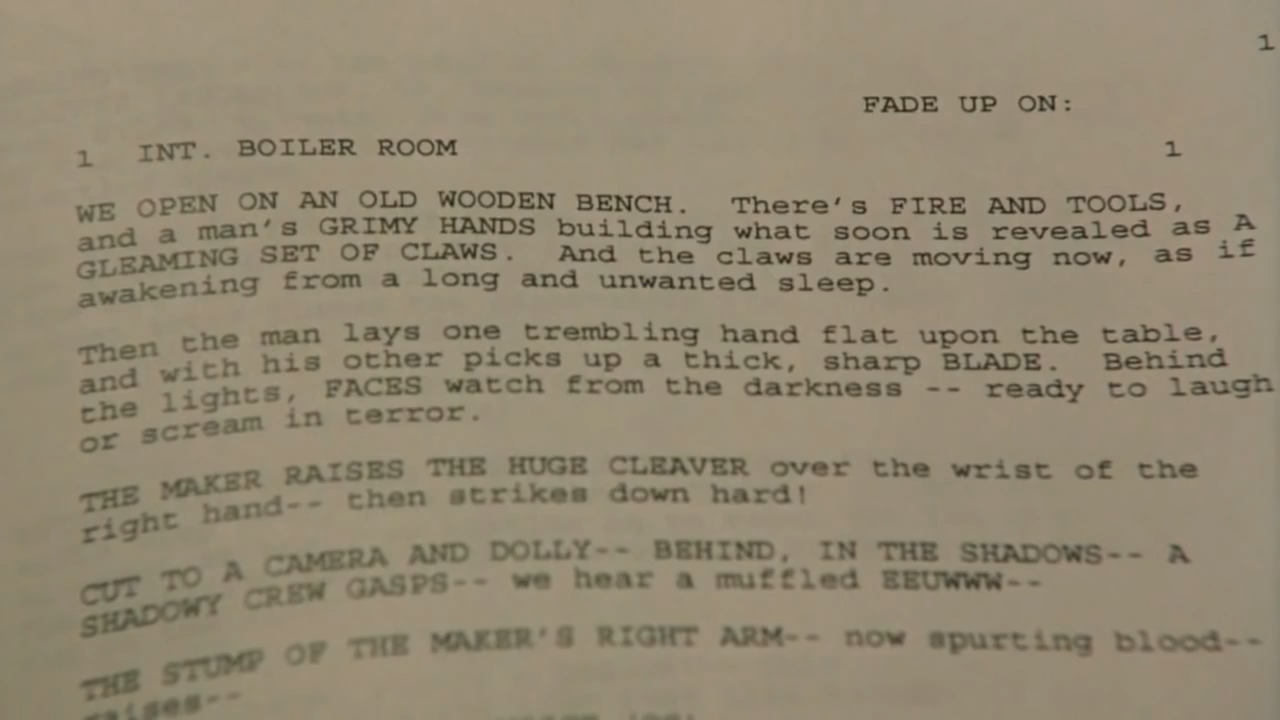 1
FADE UP ON:
1 INT. BOILER ROOM 1
WE OPEN ON AN OLD WOODEN BENCH. There's FIRE AND TOOLS,
and a man's GRIMY HANDS building what soon is revealed as A
GLEAMING SET OF CLAWS. And the claws are moving now, as if
awakening from a long and unwanted sleep.
Then the man lays one trembling hand flat upon the table,
and with his other picks up a thick, sharp BLADE. Behind
the lights, FACES watch from the darkness -- ready to laugh
or scream in terror.
THE MAKER RAISES THE HUGE CLEAVER over the wrist of the
right hand-- then strikes down hard!
CUT TO A CAMERA AND DOLLY-- BEHIND, IN THE SHADOWS-- A
SHADOWY CREW GASPS-- we hear a muffled EEUWWW--
THE STUMP OF THE MAKER'S RIGHT ARM-- now spurting blood--
raises--